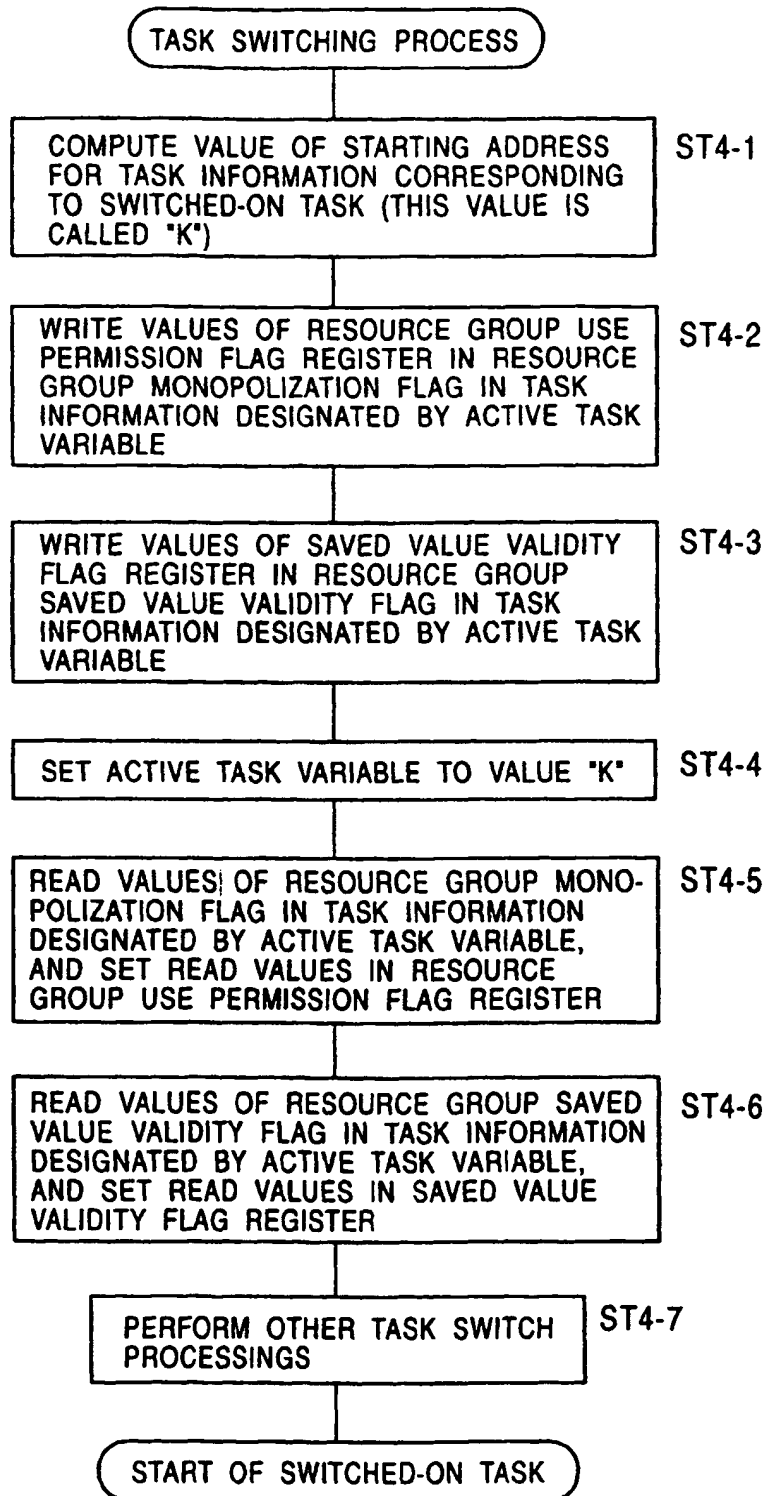 TASK SWITCHING PROCESS
COMPUTE VALUE OF STARTING ADDRESS
FOR TASK INFORMATION CORRESPONDING
TO SWITCHED-ON TASK (THIS VALUE IS
CALLED "K")
ST4-1
WRITE VALUES OF RESOURCE GROUP USE
PERMISSION FLAG REGISTER IN RESOURCE
GROUP MONOPOLIZATION FLAG IN TASK
INFORMATION DESIGNATED BY ACTIVE TASK
VARIABLE
ST4-2
WRITE VALUES OF SAVED VALUE VALIDITY
FLAG REGISTER IN RESOURCE GROUP
SAVED VALUE VALIDITY FLAG IN TASK
INFORMATION DESIGNATED BY ACTIVE TASK
VARIABLE
ST4-3
SET ACTIVE TASK VARIABLE TO VALUE "K"
ST4-4
READ VALUES OF RESOURCE GROUP MONO-
POLIZATION FLAG IN TASK INFORMATION
DESIGNATED BY ACTIVE TASK VARIABLE,
AND SET READ VALUES IN RESOURCE
GROUP USE PERMISSION FLAG REGISTER
ST4-5
READ VALUES OF RESOURCE GROUP SAVED
VALUE VALIDITY FLAG IN TASK INFORMATION
DESIGNATED BY ACTIVE TASK VARIABLE,
AND SET READ VALUES IN SAVED VALUE
VALIDITY FLAG REGISTER
ST4-6
PERFORM OTHER TASK SWITCH
PROCESSINGS
ST4-7
START OF SWITCHED-ON TASK